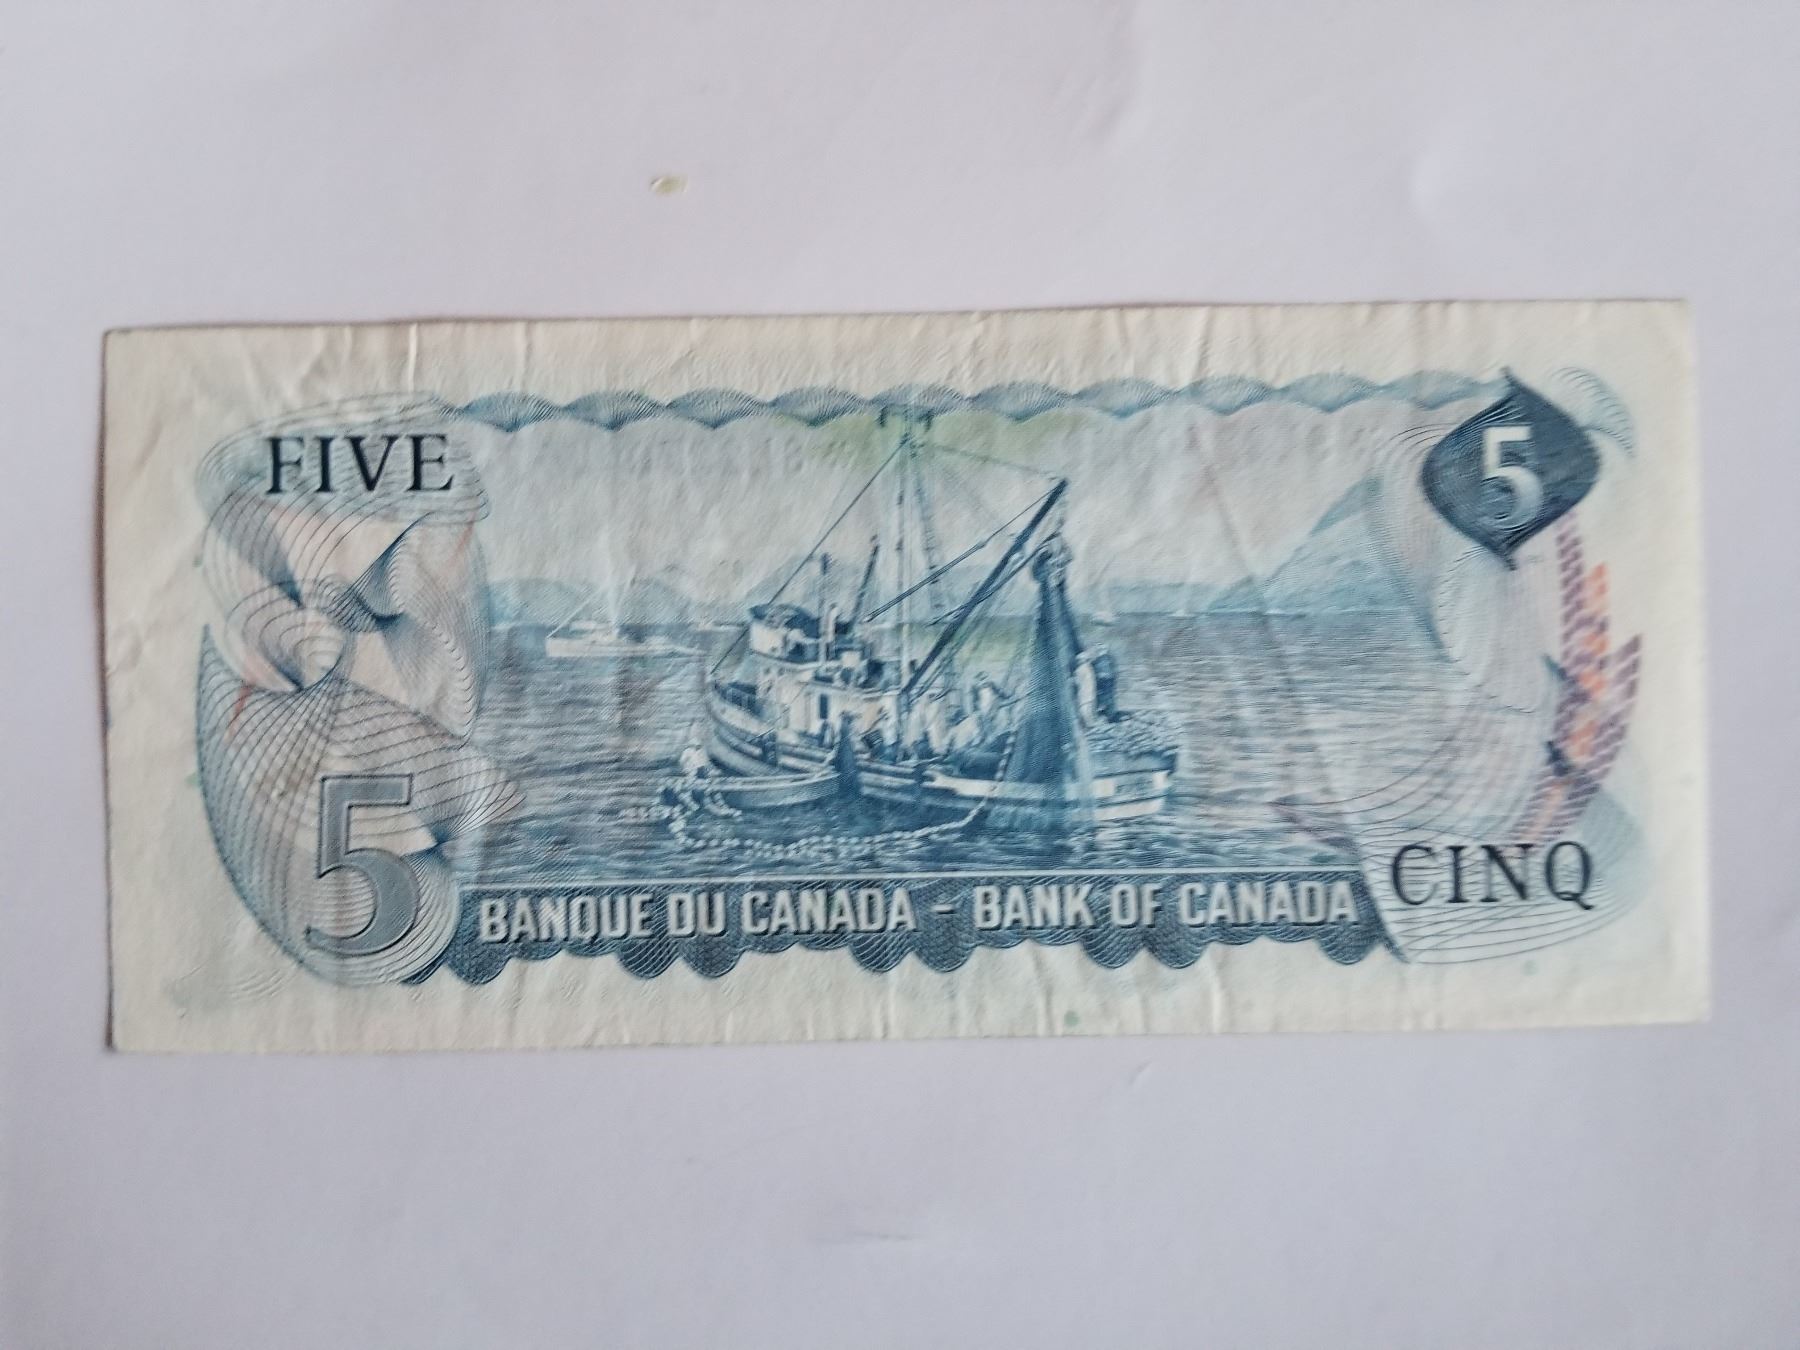 FIVE
5
5
BANQUE DU CANADA - BANK OF CANADA
CINQ